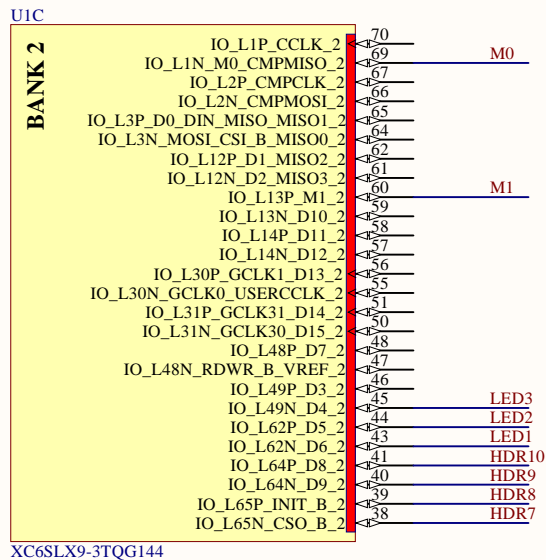 U1C
BANK 2
IO_L1P_CCLK_2 70
IO_L1N_M0_CMPMISO_2 69 M0
IO_L2P_CMPCLK_2 67
IO_L2N_CMPMOSI_2 66
IO_L3P_D0_DIN_MISO_MISO1_2 65
IO_L3N_MOSI_CSI_B_MISO0_2 64
IO_L12P_D1_MISO2_2 62
IO_L12N_D2_MISO3_2 61
IO_L13P_M1_2 60 M1
IO_L13N_D10_2 59
IO_L14P_D11_2 58
IO_L14N_D12_2 57
IO_L30P_GCLK1_D13_2 56
IO_L30N_GCLK0_USERCCLK_2 55
IO_L31P_GCLK31_D14_2 51
IO_L31N_GCLK30_D15_2 50
IO_L48P_D7_2 48
IO_L48N_RDWR_B_VREF_2 47
IO_L49P_D3_2 46
IO_L49N_D4_2 45 LED3
IO_L62P_D5_2 44 LED2
IO_L62N_D6_2 43 LED1
IO_L64P_D8_2 41 HDR10
IO_L64N_D9_2 40 HDR9
IO_L65P_INIT_B_2 39 HDR8
IO_L65N_CSO_B_2 38 HDR7
XC6SLX9-3TQG144